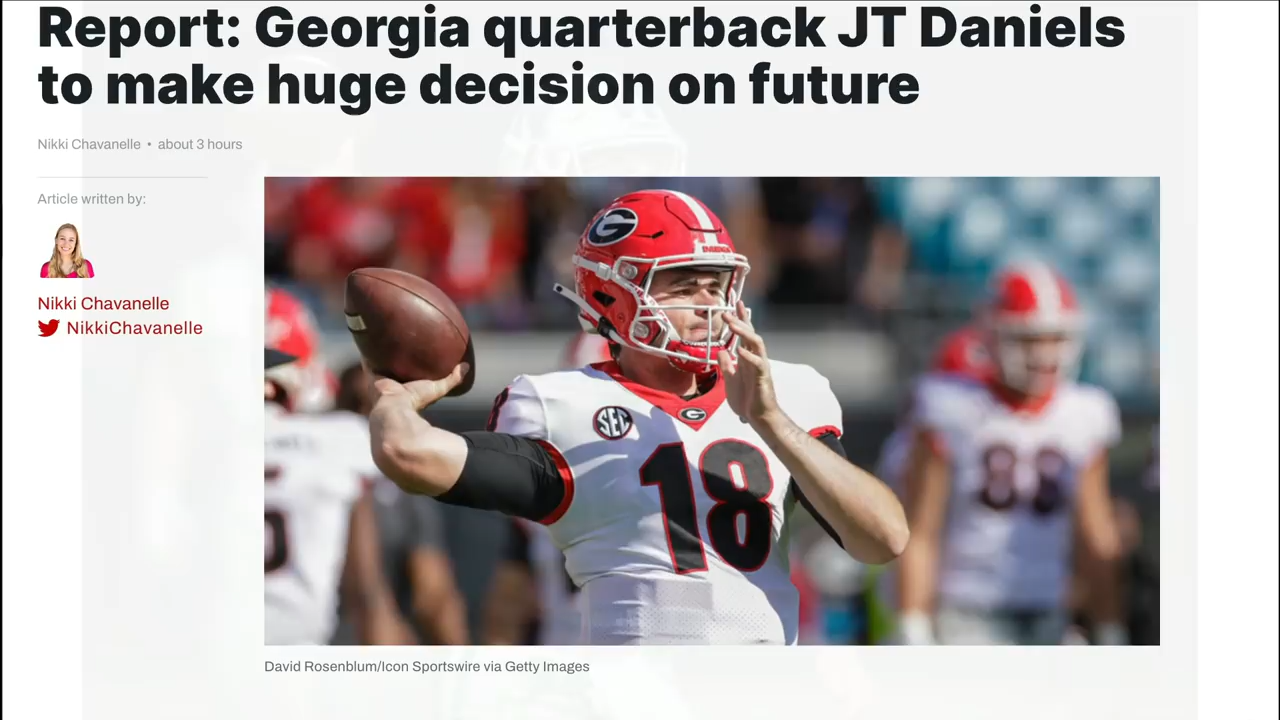 Report: Georgia quarterback JT Daniels
to make huge decision on future
Nikki Chavanelle • about 3 hours
Article written by:
Nikki Chavanelle
NikkiChavanelle
G
SEC
G
18
88
David Rosenblum/Icon Sportswire via Getty Images